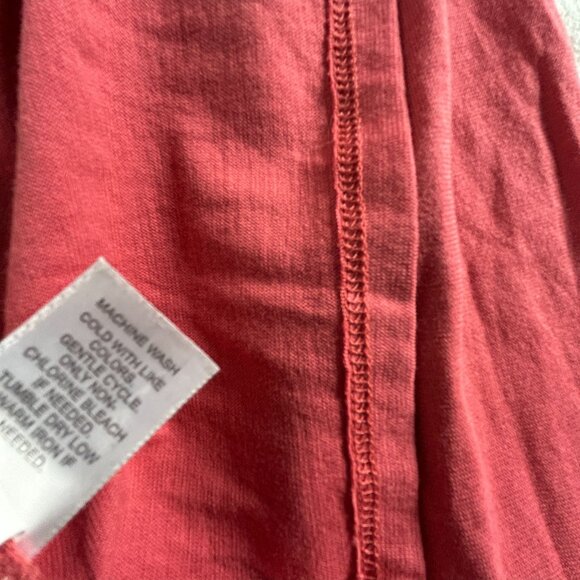 MACHINE WASH
COLD WITH LIKE
COLORS.
GENTLE CYCLE.
ONLY NON-
CHLORINE BLEACH
IF NEEDED.
TUMBLE DRY LOW
WARM IRON IF
NEEDED.